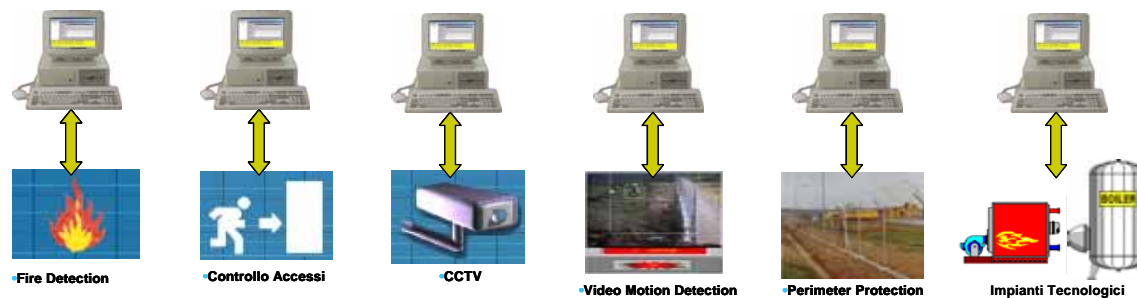 BOILER
•Fire Detection
•Controllo Accessi
•CCTV
•Video Motion Detection
•Perimeter Protection
Impianti Tecnologici